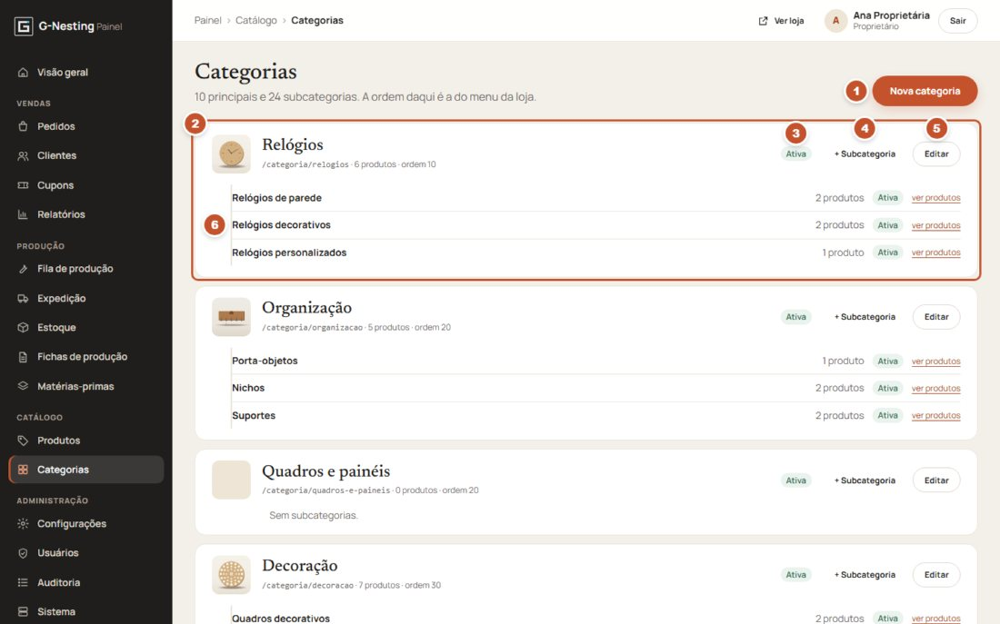 G-Nesting Painel
Visão geral
VENDAS
Pedidos
Clientes
Cupons
Relatórios
PRODUÇÃO
Fila de produção
Expedição
Estoque
Fichas de produção
Matérias-primas
CATÁLOGO
Produtos
Categorias
ADMINISTRAÇÃO
Configurações
Usuários
Auditoria
Sistema
Painel › Catálogo › Categorias
Ver loja
A
Ana Proprietária
Proprietário
Sair
Categorias
10 principais e 24 subcategorias. A ordem daqui é a do menu da loja.
1
Nova categoria
2
3
4
5
Relógios
/categoria/relogios · 6 produtos · ordem 10
Ativa
+ Subcategoria
Editar
Relógios de parede
2 produtos Ativa ver produtos
6
Relógios decorativos
2 produtos Ativa ver produtos
Relógios personalizados
1 produto Ativa ver produtos
Organização
/categoria/organizacao · 5 produtos · ordem 20
Ativa
+ Subcategoria
Editar
Porta-objetos
1 produto Ativa ver produtos
Nichos
2 produtos Ativa ver produtos
Suportes
2 produtos Ativa ver produtos
Quadros e painéis
/categoria/quadros-e-paineis · 0 produtos · ordem 20
Ativa
+ Subcategoria
Editar
Sem subcategorias.
Decoração
/categoria/decoracao · 7 produtos · ordem 30
Ativa
+ Subcategoria
Editar
Quadros decorativos
2 produtos Ativa ver produtos